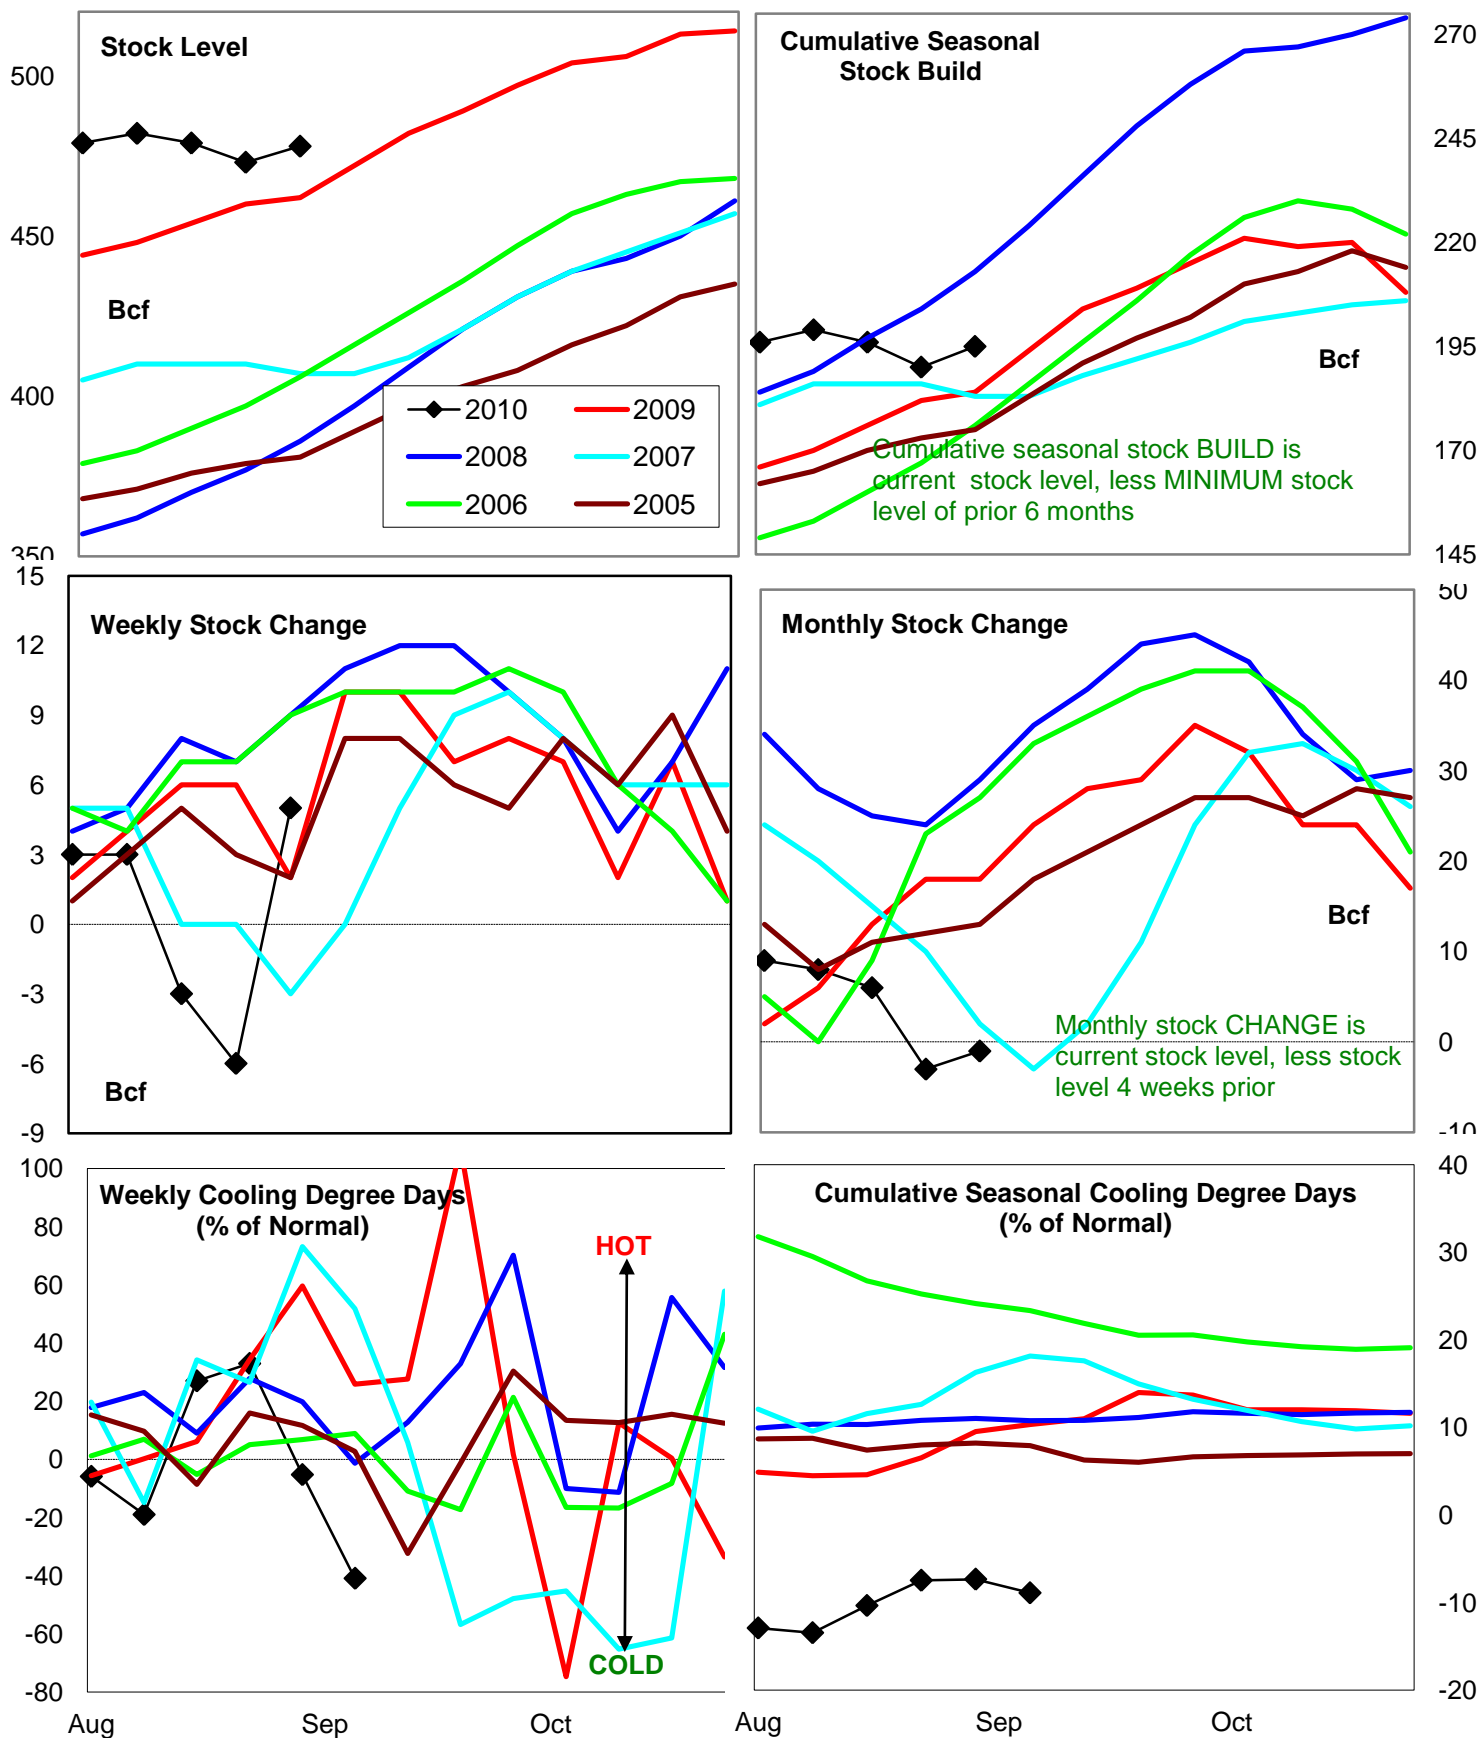 Stock Level
500
450
400
350
Bcf
2010
2009
2008
2007
2006
2005
Cumulative Seasonal
Stock Build
270
245
220
195
170
145
Bcf
Cumulative seasonal stock BUILD is
current stock level, less MINIMUM stock
level of prior 6 months
Weekly Stock Change
15
12
9
6
3
0
-3
-6
-9
Bcf
Monthly Stock Change
50
40
30
20
10
0
-10
Bcf
Monthly stock CHANGE is
current stock level, less stock
level 4 weeks prior
Weekly Cooling Degree Days
(% of Normal)
100
80
60
40
20
0
-20
-40
-60
-80
HOT
COLD
Aug
Sep
Oct
Cumulative Seasonal Cooling Degree Days
(% of Normal)
40
30
20
10
0
-10
-20
Aug
Sep
Oct